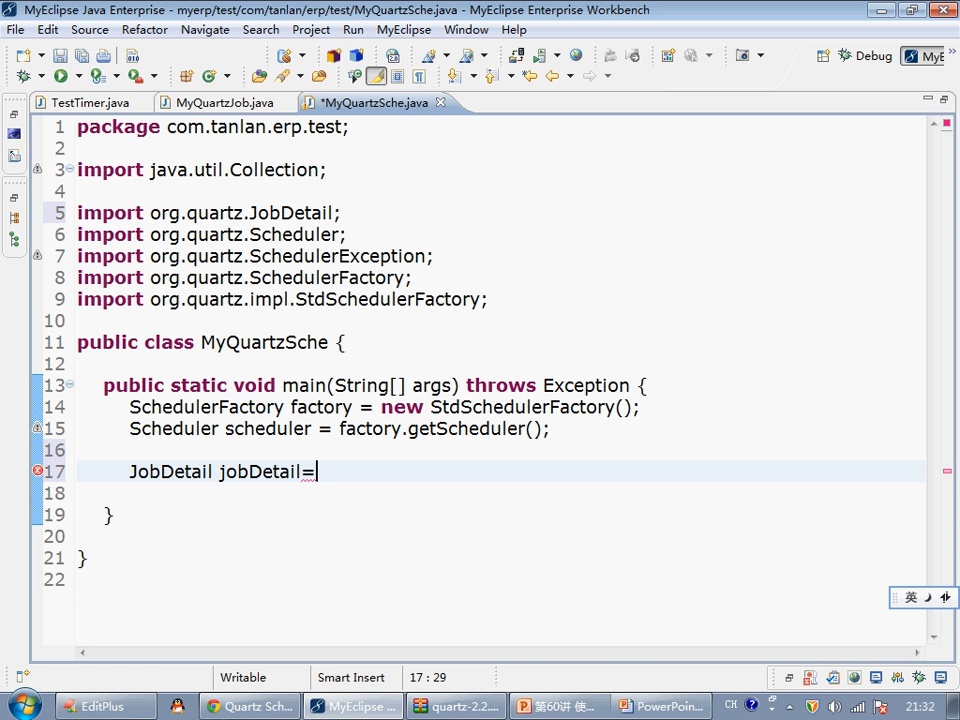 MyEclipse Java Enterprise - myerp/test/com/tanlan/erp/test/MyQuartzSche.java - MyEclipse Enterprise Workbench
File Edit Source Refactor Navigate Search Project Run MyEclipse Window Help
Debug MyE
TestTimer.java MyQuartzJob.java *MyQuartzSche.java
1 package com.tanlan.erp.test;
2
3 import java.util.Collection;
4
5 import org.quartz.JobDetail;
6 import org.quartz.Scheduler;
7 import org.quartz.SchedulerException;
8 import org.quartz.SchedulerFactory;
9 import org.quartz.impl.StdSchedulerFactory;
10
11 public class MyQuartzSche {
12
13 public static void main(String[] args) throws Exception {
14 SchedulerFactory factory = new StdSchedulerFactory();
15 Scheduler scheduler = factory.getScheduler();
16
17 JobDetail jobDetail=
18
19 }
20
21 }
22
英
Writable Smart Insert 17 : 29
EditPlus Quartz Sch... MyEclipse ... quartz-2.2.... 第60讲 使... PowerPoin... CH 21:32